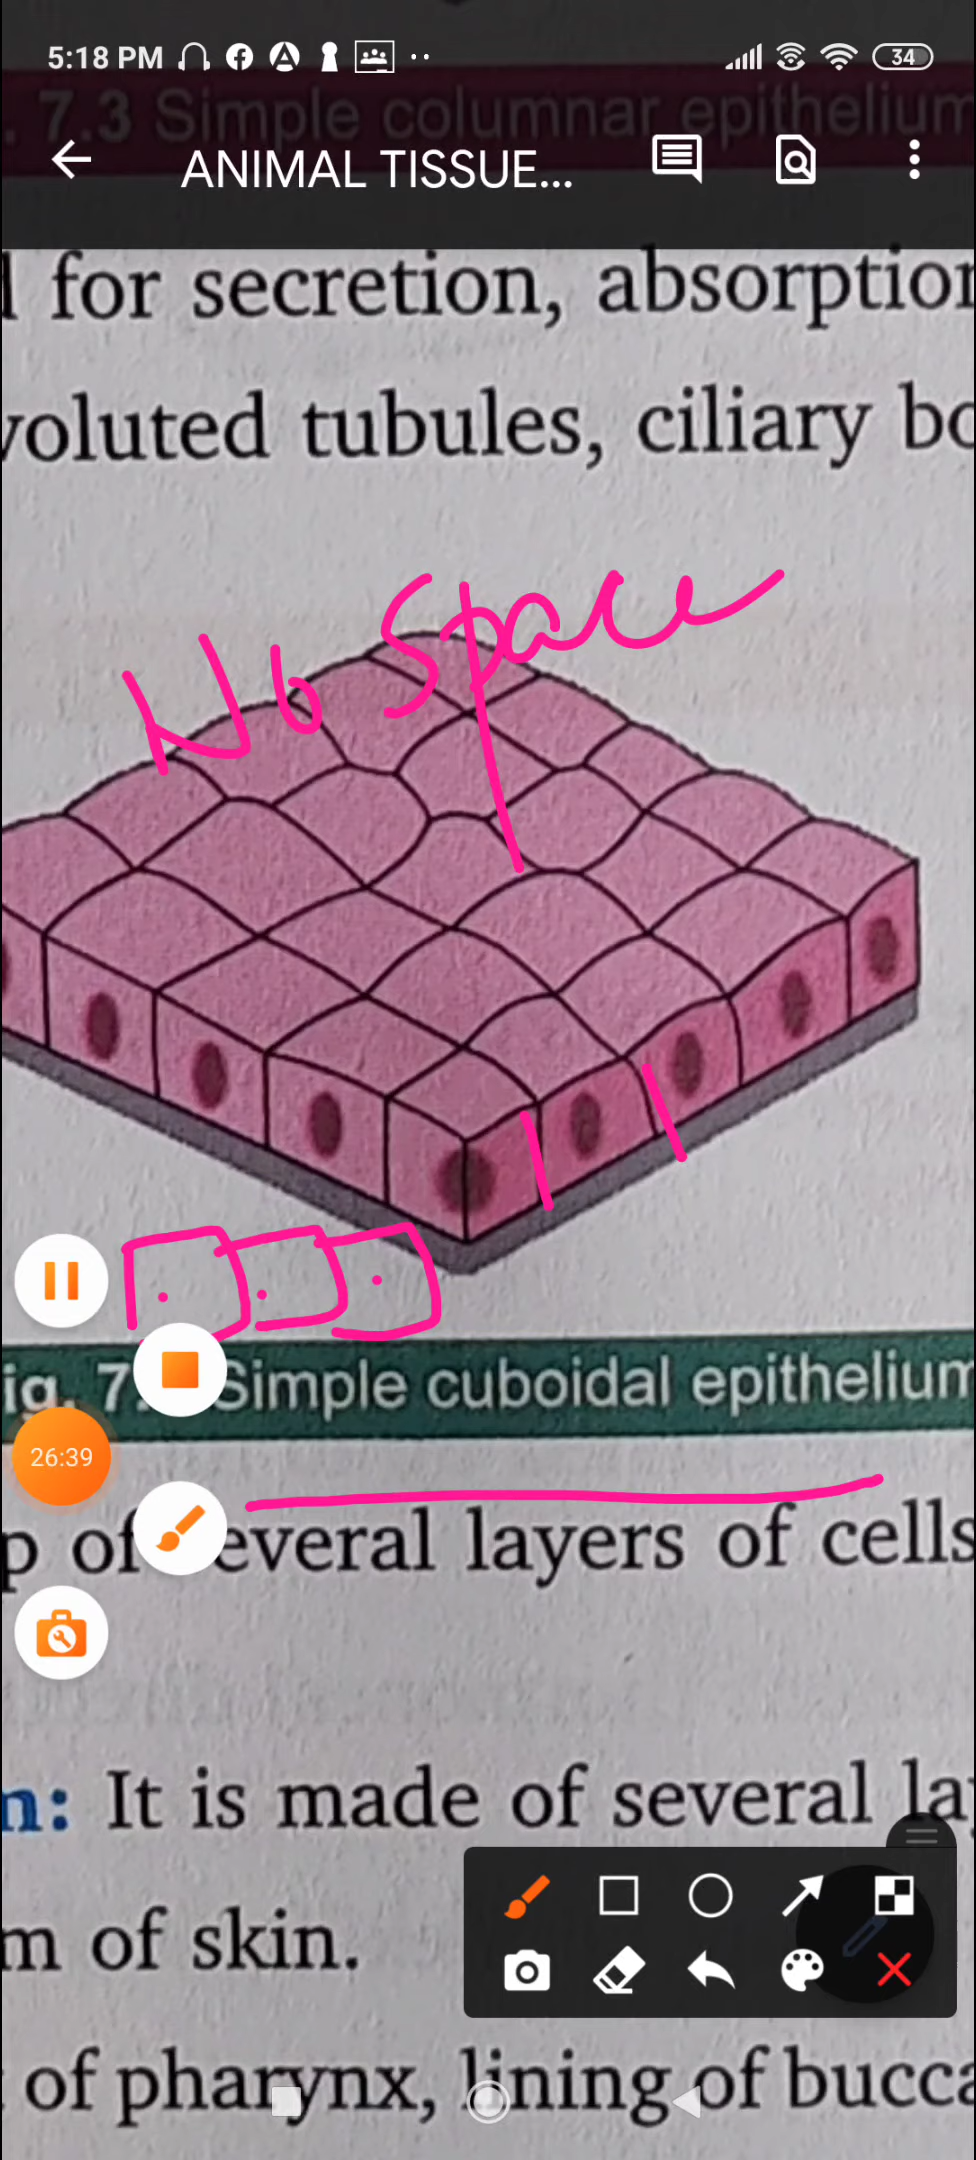 5:18 PM
34
. 7.3 Simple columnar epithelium
ANIMAL TISSUE...
for secretion, absorption
voluted tubules, ciliary bo
No Space
ig. 7. Simple cuboidal epithelium
26:39
p of several layers of cells
n: It is made of several la
m of skin.
of pharynx, lining of bucca